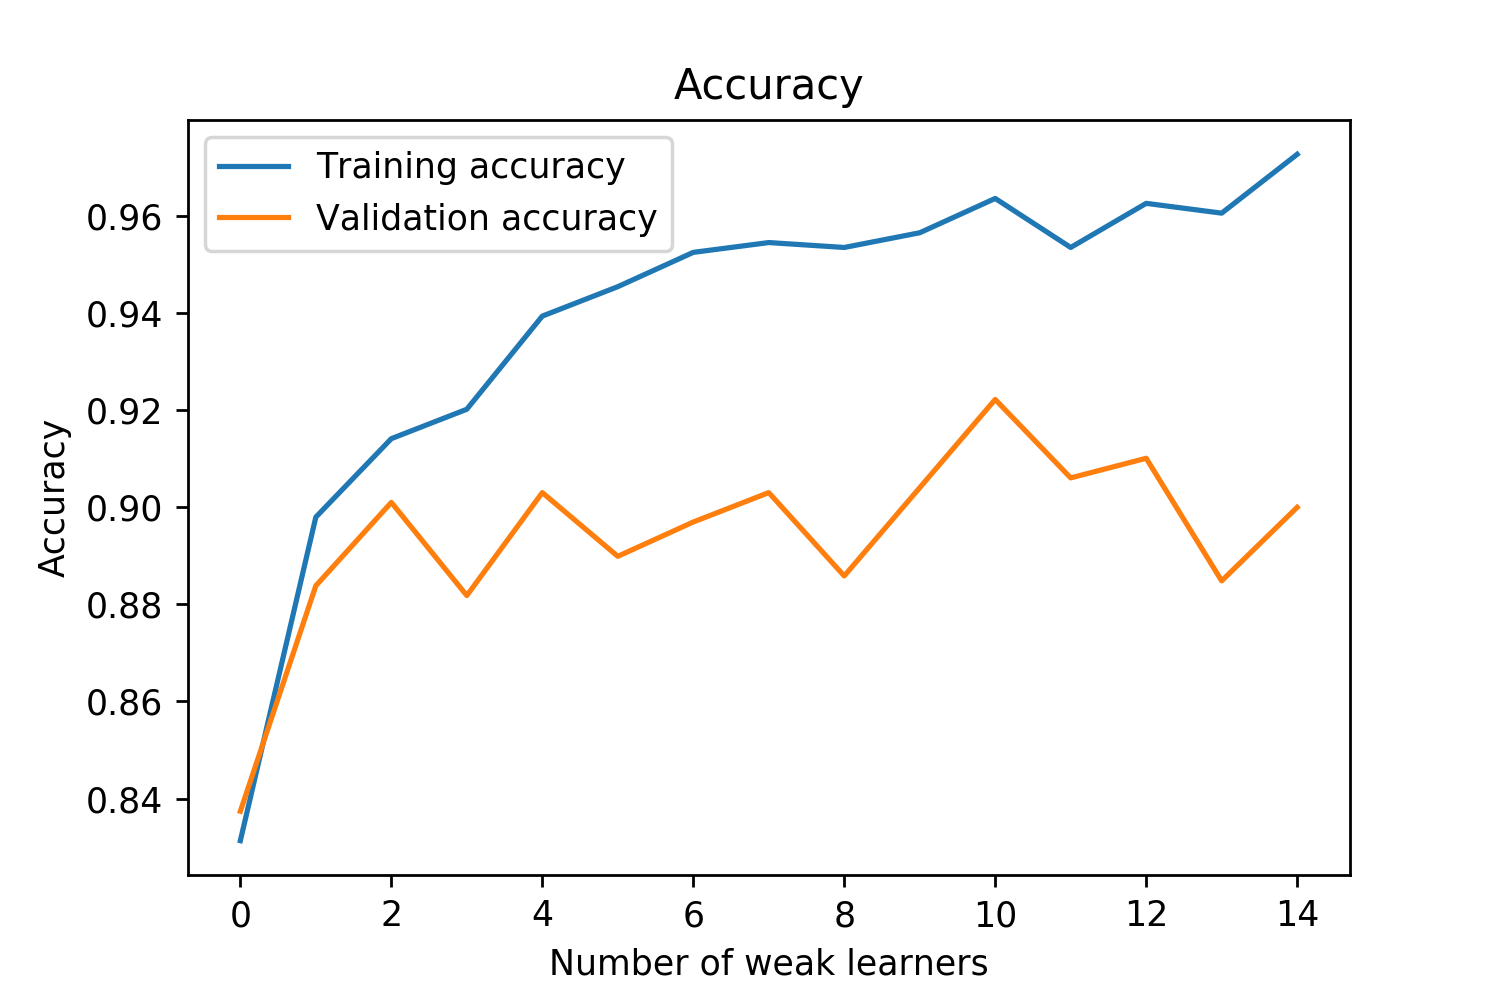 Accuracy
Training accuracy
Validation accuracy
Accuracy
0.96
0.94
0.92
0.90
0.88
0.86
0.84
0 2 4 6 8 10 12 14
Number of weak learners